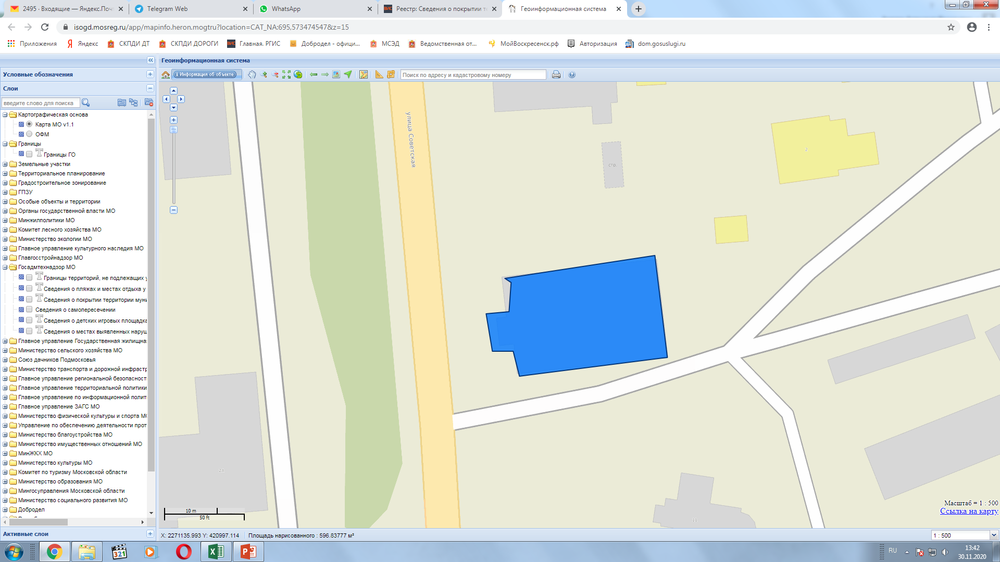 2495 · Входящие — Яндекс.Почт
Telegram Web
WhatsApp
Реестр: Сведения о покрытии т
Геоинформационная система
isogd.mosreg.ru/app/mapinfo.heron.mogtru?location=CAT_NA:695,573474547&z=15
Приложения
Яндекс
СКПДИ ДТ
СКПДИ ДОРОГИ
Главная. РГИС
Добродел - офици...
МСЭД
Ведомственная от...
МойВоскресенск.рф
Авторизация
dom.gosuslugi.ru
Геоинформационная система
Условные обозначения
Информация об объекте
Поиск по адресу и кадастровому номеру
Слои
введите слово для поиска
Картографическая основа
Карта МО v1.1
ОФМ
Границы
Границы ГО
Земельные участки
Территориальное планирование
Градостроительное зонирование
ГПЗУ
Особые объекты и территории
Органы государственной власти МО
Минжилполитики МО
Комитет лесного хозяйства МО
Министерство экологии МО
Главное управление культурного наследия МО
Главгосстройнадзор МО
Госадмтехнадзор МО
Границы территорий, не подлежащих у
Сведения о пляжах и местах отдыха у
Сведения о покрытии территории муни
Сведения о самопересечении
Сведения о детских игровых площадка
Сведения о местах выявленных наруш
Главное управление Государственная жилищна
Министерство сельского хозяйства МО
Союз дачников Подмосковья
Министерство транспорта и дорожной инфрастр
Главное управление региональной безопасност
Главное управление территориальной политики
Главное управление по информационной полит
Главное управление ЗАГС МО
Министерство физической культуры и спорта МО
Управление по обеспечению деятельности прот
Министерство благоустройства МО
Министерство имущественных отношений МО
МинЖКХ МО
Министерство культуры МО
Комитет по туризму Московской области
Министерство образования МО
Мингосуправления Московской области
Министерство социального развития МО
Добродел
Активные слои
улица Советская
стр.
2
2А
11
10 m
50 ft
Масштаб = 1 : 500
Ссылка на карту
X: 2271135.993 Y: 420997.114
Площадь нарисованного : 596.83777 м²
1 : 500
321
RU
13:42
30.11.2020